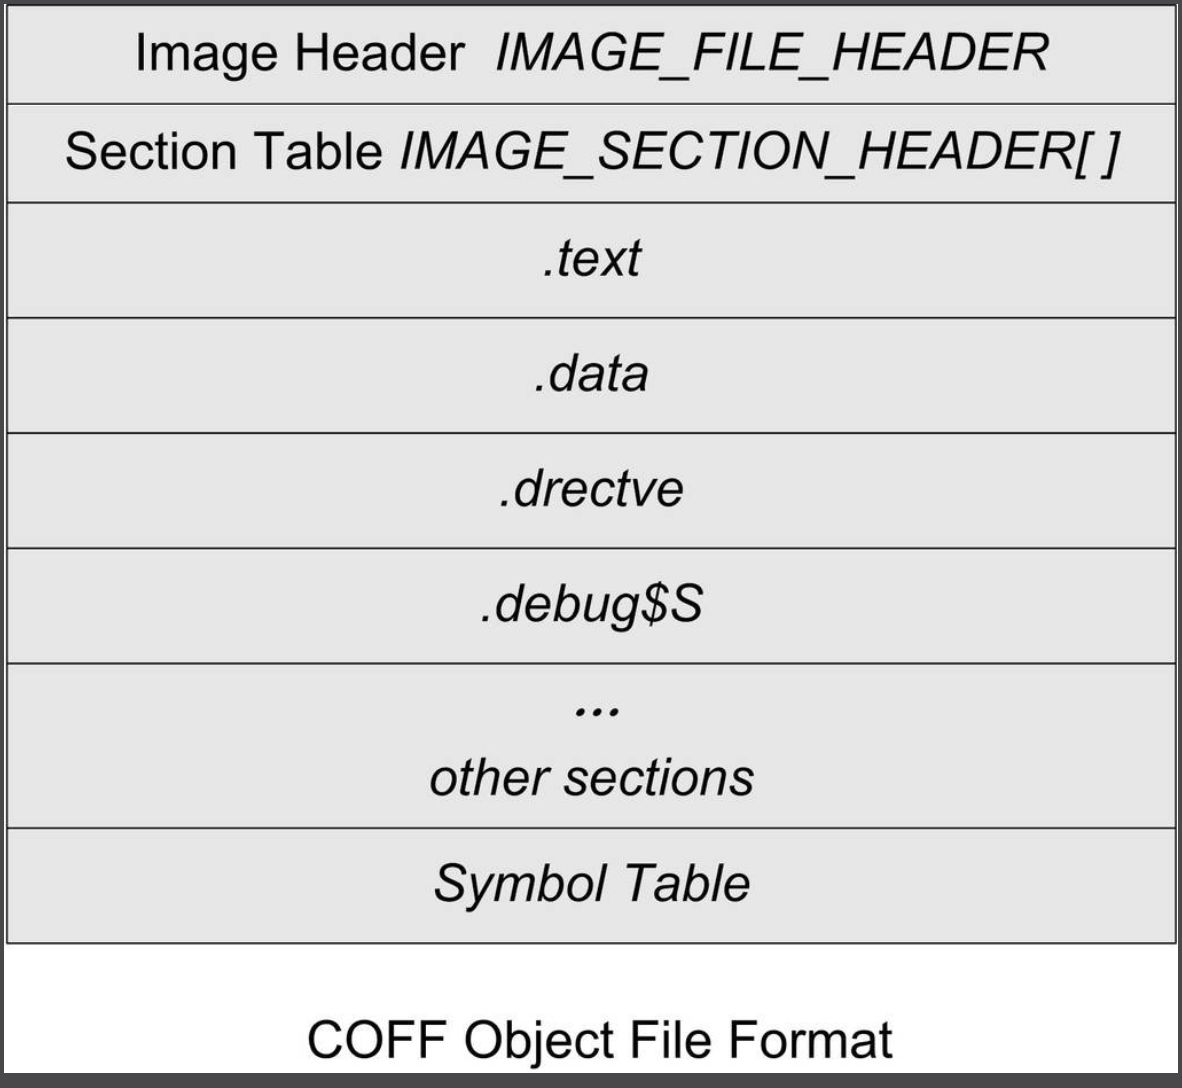 Image Header IMAGE_FILE_HEADER
Section Table IMAGE_SECTION_HEADER[ ]
.text
.data
.drectve
.debug$S
...
other sections
Symbol Table
COFF Object File Format